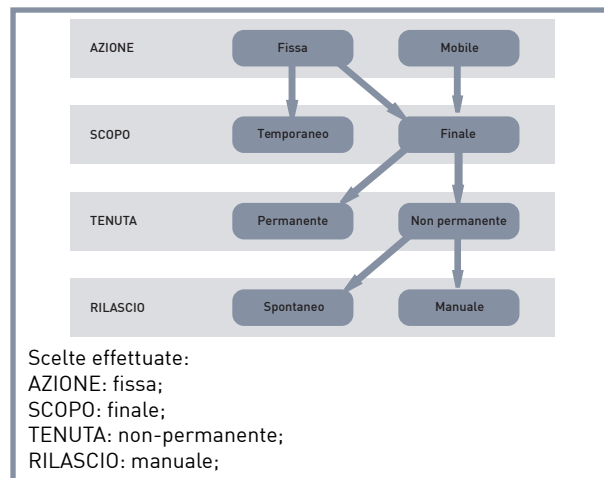 AZIONE Fissa Mobile
SCOPO Temporaneo Finale
TENUTA Permanente Non permanente
RILASCIO Spontaneo Manuale
Scelte effettuate:
AZIONE: fissa;
SCOPO: finale;
TENUTA: non-permanente;
RILASCIO: manuale;